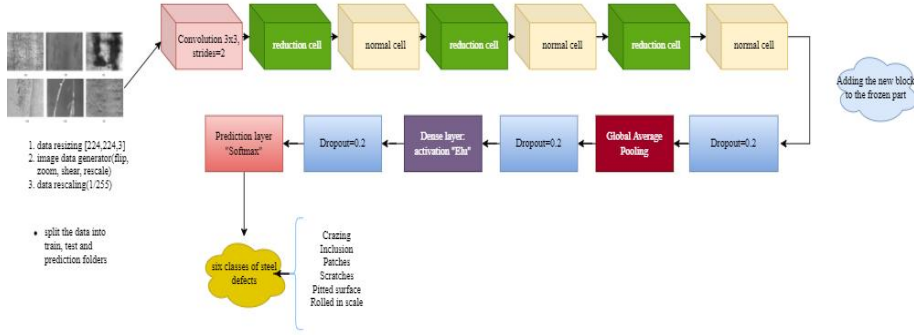 Convolution 3x3,
strides=2
reduction cell
normal cell
reduction cell
normal cell
reduction cell
normal cell
Adding the new block
to the frozen part
1. data resizing [224,224,3]
2. image data generator(flip,
zoom, shear, rescale)
3. data rescaling(1/255)
• split the data into
train, test and
prediction folders
Prediction layer
"Softmax"
Dropout=0.2
Dense layer:
activation "Elu"
Dropout=0.2
Global Average
Pooling
Dropout=0.2
six classes of steel
defects
Crazing
Inclusion
Patches
Scratches
Pitted surface
Rolled in scale